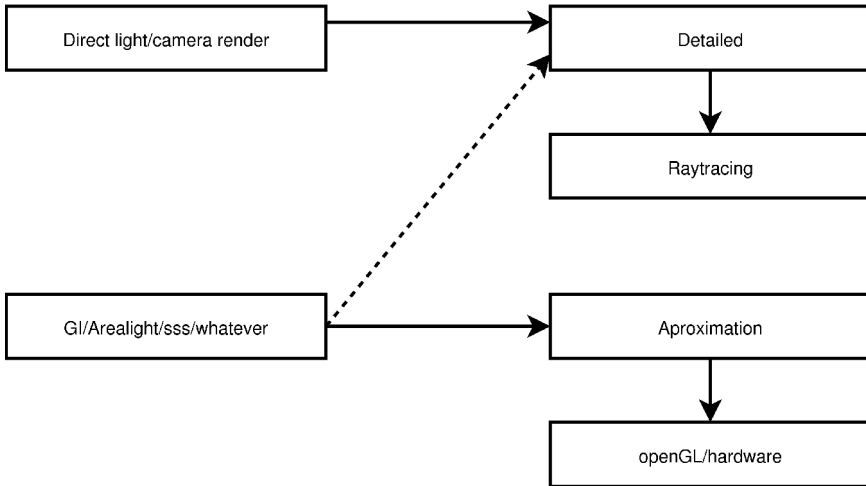 Direct light/camera render
Detailed
Raytracing
GI/Arealight/sss/whatever
Aproximation
openGL/hardware